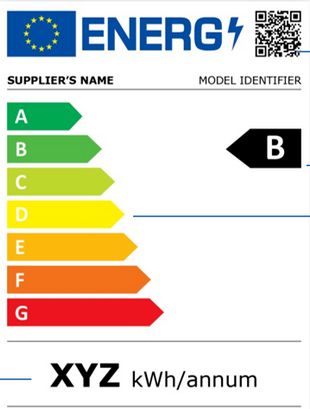 ENERG
SUPPLIER'S NAME MODEL IDENTIFIER
A
B
B
C
D
E
F
G
XYZ kWh/annum